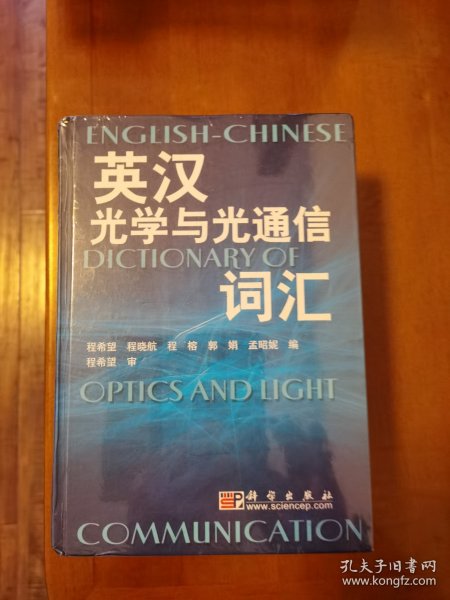 ENGLISH-CHINESE
英汉
光学与光通信
DICTIONARY OF
词汇
程希望 程晓航 程 榕 郭 娟 孟昭妮 编
程希望 审
OPTICS AND LIGHT
SP 科学出版社
www.sciencep.com
COMMUNICATION
孔夫子旧书网
www.kongfz.com